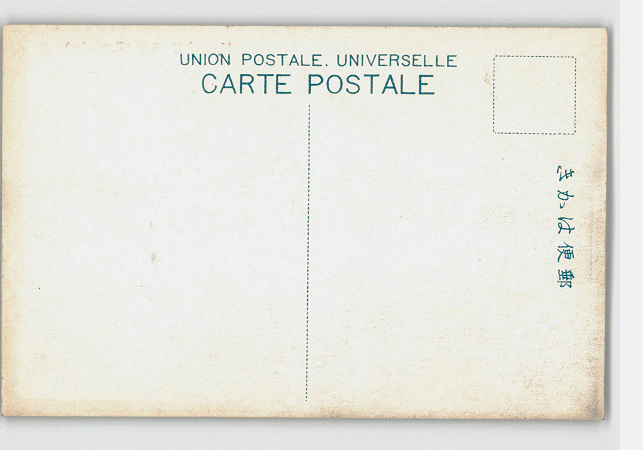 UNION POSTALE. UNIVERSELLE
CARTE POSTALE
きかは便郵